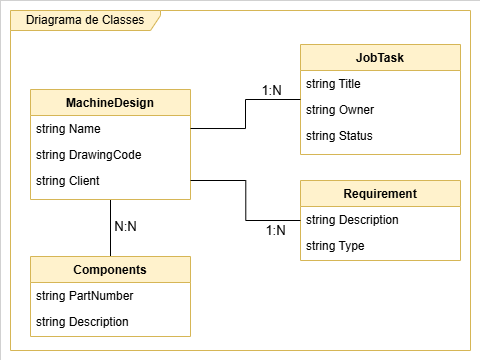 Driagrama de Classes
JobTask
string Title
string Owner
string Status
1:N
MachineDesign
string Name
string DrawingCode
string Client
Requirement
string Description
string Type
1:N
N:N
Components
string PartNumber
string Description